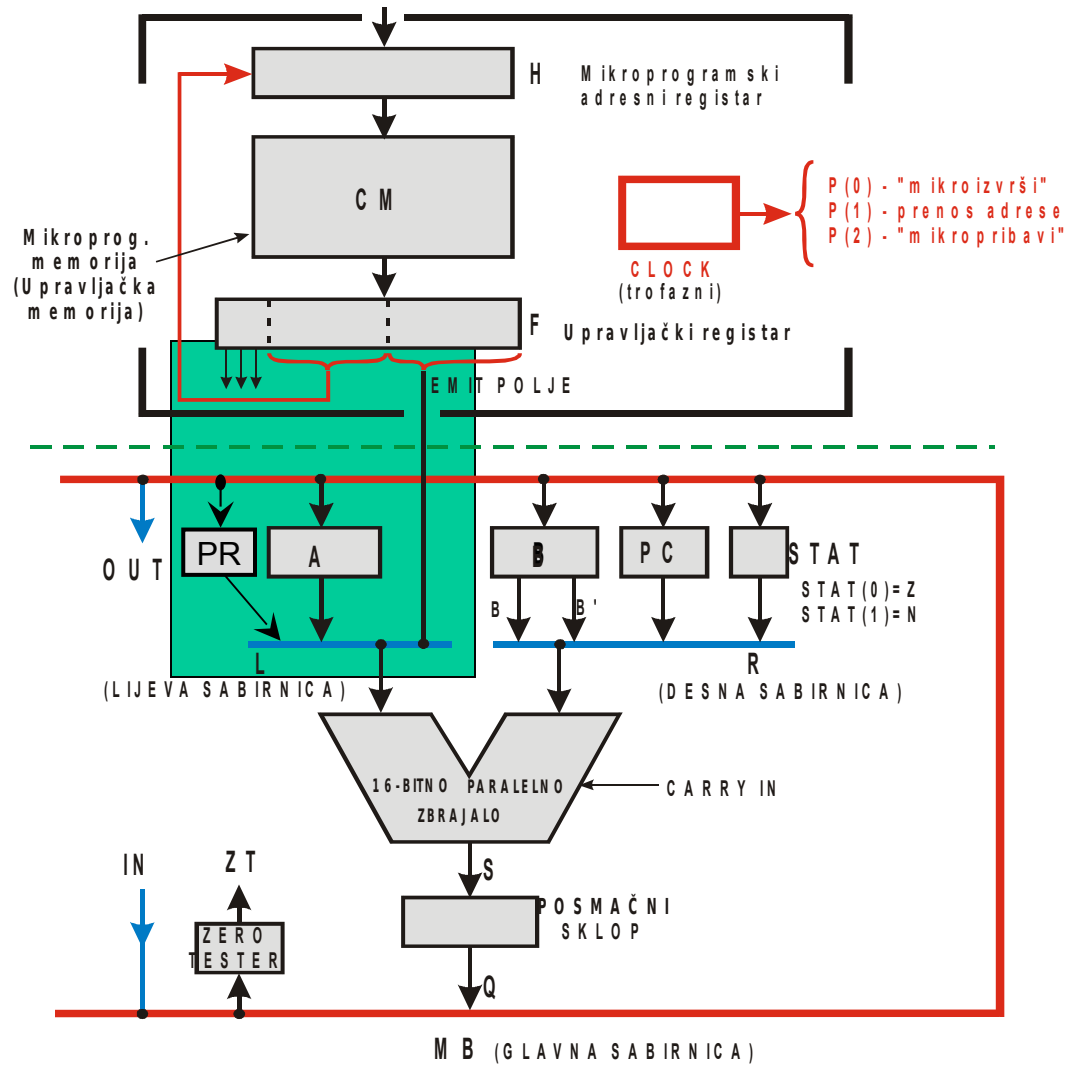 H
Mikroprogramski
adresni registar
CM
P(0) - "mikroizvrši"
P(1) - prenos adrese
P(2) - "mikropribavi"
Mikroprog.
memorija
(Upravljačka
memorija)
CLOCK
(trofazni)
F
Upravljački registar
EMIT POLJE
OUT
PR
A
B
PC
STAT
STAT(0)=Z
STAT(1)=N
B
B'
L
(LIJEVA SABIRNICA)
R
(DESNA SABIRNICA)
16-BITNO PARALELNO
ZBRAJALO
CARRY IN
S
IN
ZT
POSMAČNI
SKLOP
ZERO
TESTER
Q
MB (GLAVNA SABIRNICA)